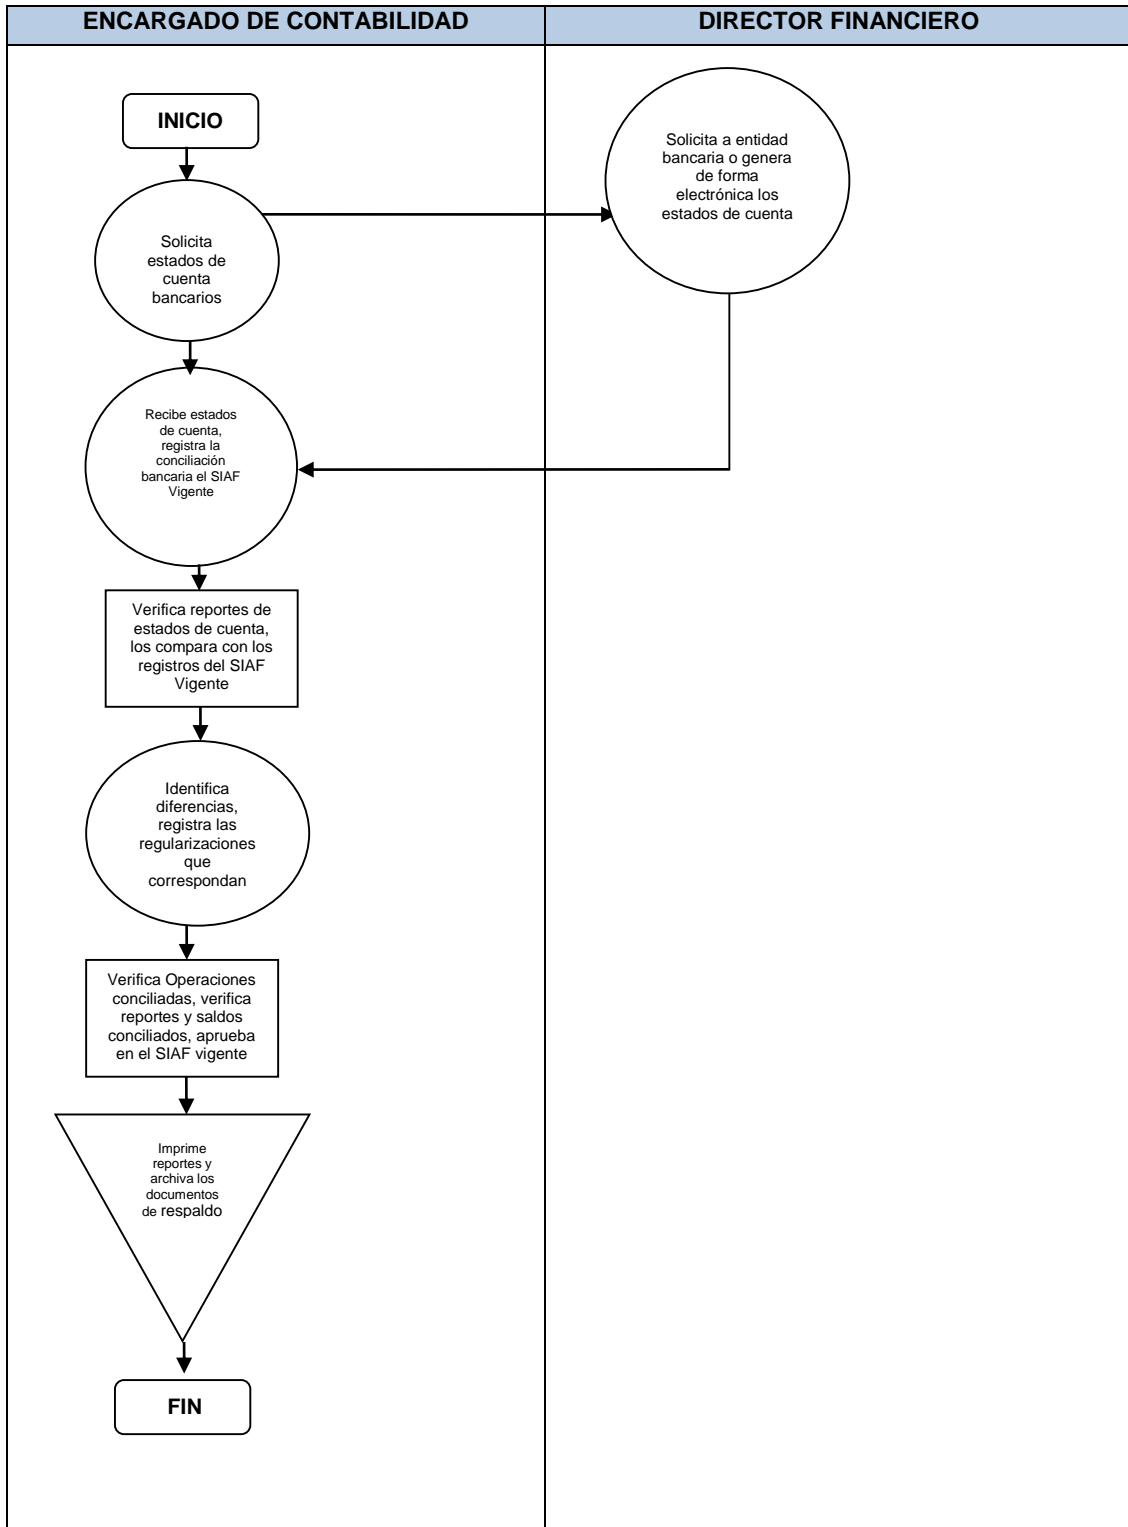 ENCARGADO DE CONTABILIDAD
DIRECTOR FINANCIERO
INICIO
Solicita a entidad
bancaria o genera
de forma
electrónica los
estados de cuenta
Solicita
estados de
cuenta
bancarios
Recibe estados
de cuenta,
registra la
conciliación
bancaria el SIAF
Vigente
Verifica reportes de
estados de cuenta,
los compara con los
registros del SIAF
Vigente
Identifica
diferencias,
registra las
regularizaciones
que
correspondan
Verifica Operaciones
conciliadas, verifica
reportes y saldos
conciliados, aprueba
en el SIAF vigente
Imprime
reportes y
archiva los
documentos
de respaldo
FIN